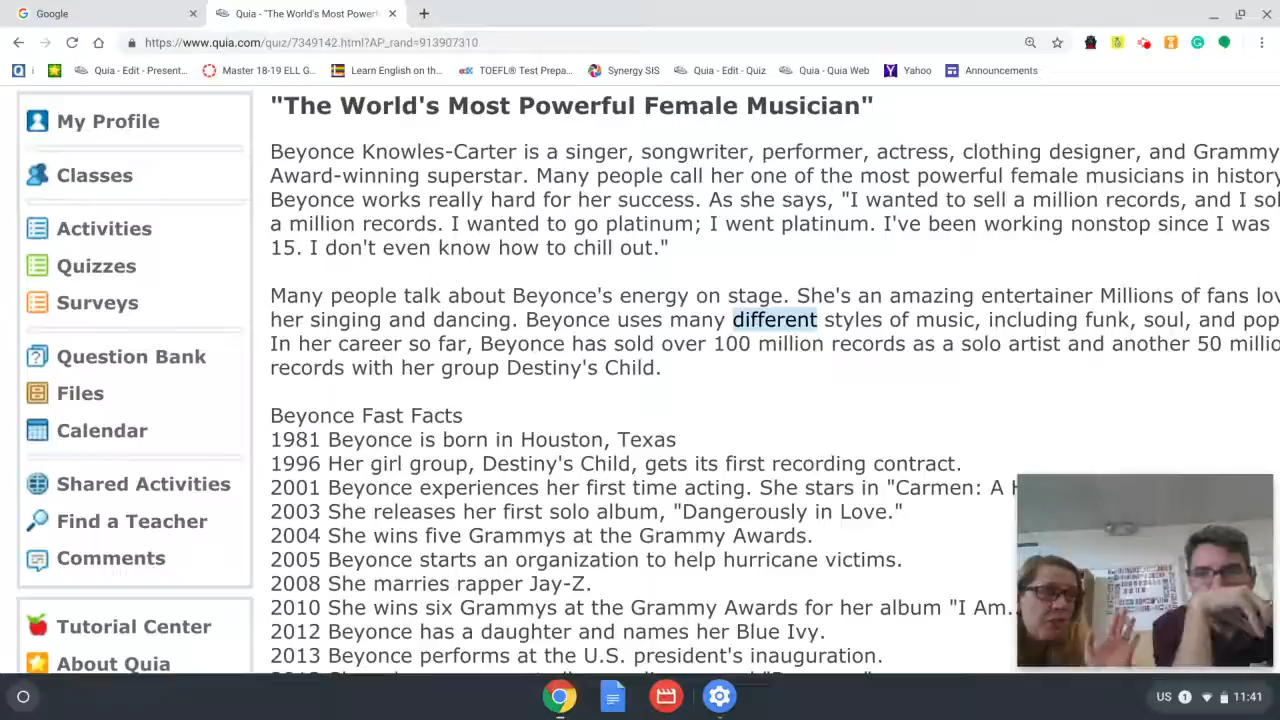 Google
Quia - "The World's Most Powerf
https://www.quia.com/quiz/7349142.html?AP_rand=913907310
i
Quia - Edit - Present...
Master 18-19 ELL G...
Learn English on th...
TOEFL® Test Prepa...
Synergy SIS
Quia - Edit - Quiz
Quia - Quia Web
Yahoo
Announcements
My Profile
Classes
Activities
Quizzes
Surveys
Question Bank
Files
Calendar
Shared Activities
Find a Teacher
Comments
Tutorial Center
About Quia
"The World's Most Powerful Female Musician"
Beyonce Knowles-Carter is a singer, songwriter, performer, actress, clothing designer, and Grammy
Award-winning superstar. Many people call her one of the most powerful female musicians in history
Beyonce works really hard for her success. As she says, "I wanted to sell a million records, and I sol
a million records. I wanted to go platinum; I went platinum. I've been working nonstop since I was
15. I don't even know how to chill out."
Many people talk about Beyonce's energy on stage. She's an amazing entertainer Millions of fans lov
her singing and dancing. Beyonce uses many different styles of music, including funk, soul, and pop
In her career so far, Beyonce has sold over 100 million records as a solo artist and another 50 millio
records with her group Destiny's Child.
Beyonce Fast Facts
1981 Beyonce is born in Houston, Texas
1996 Her girl group, Destiny's Child, gets its first recording contract.
2001 Beyonce experiences her first time acting. She stars in "Carmen: A H
2003 She releases her first solo album, "Dangerously in Love."
2004 She wins five Grammys at the Grammy Awards.
2005 Beyonce starts an organization to help hurricane victims.
2008 She marries rapper Jay-Z.
2010 She wins six Grammys at the Grammy Awards for her album "I Am.
2012 Beyonce has a daughter and names her Blue Ivy.
2013 Beyonce performs at the U.S. president's inauguration.
US 1 11:41